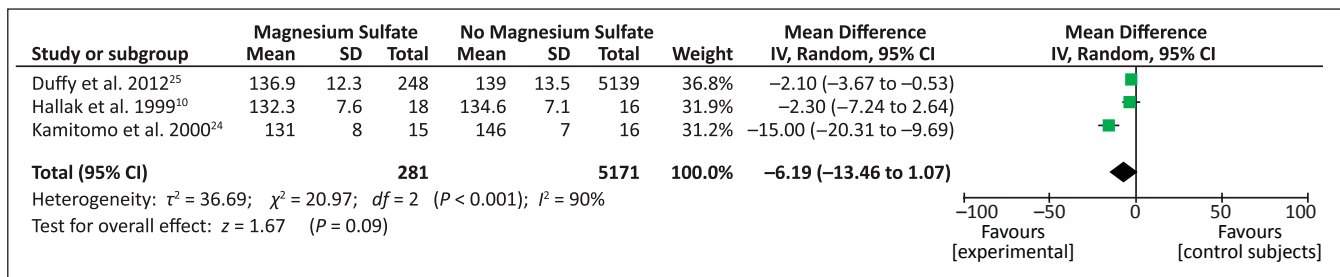 Magnesium Sulfate No Magnesium Sulfate Mean Difference Mean Difference
Study or subgroup Mean SD Total Mean SD Total Weight IV, Random, 95% CI IV, Random, 95% CI
Duffy et al. 2012²⁵ 136.9 12.3 248 139 13.5 5139 36.8% −2.10 (−3.67 to −0.53)
Hallak et al. 1999¹⁰ 132.3 7.6 18 134.6 7.1 16 31.9% −2.30 (−7.24 to 2.64)
Kamitomo et al. 2000²⁴ 131 8 15 146 7 16 31.2% −15.00 (−20.31 to −9.69)
Total (95% CI) 281 5171 100.0% −6.19 (−13.46 to 1.07)
Heterogeneity: τ² = 36.69; χ² = 20.97; df = 2 (P < 0.001); I² = 90%
Test for overall effect: z = 1.67 (P = 0.09)
−100 −50 0 50 100
Favours Favours
[experimental] [control subjects]